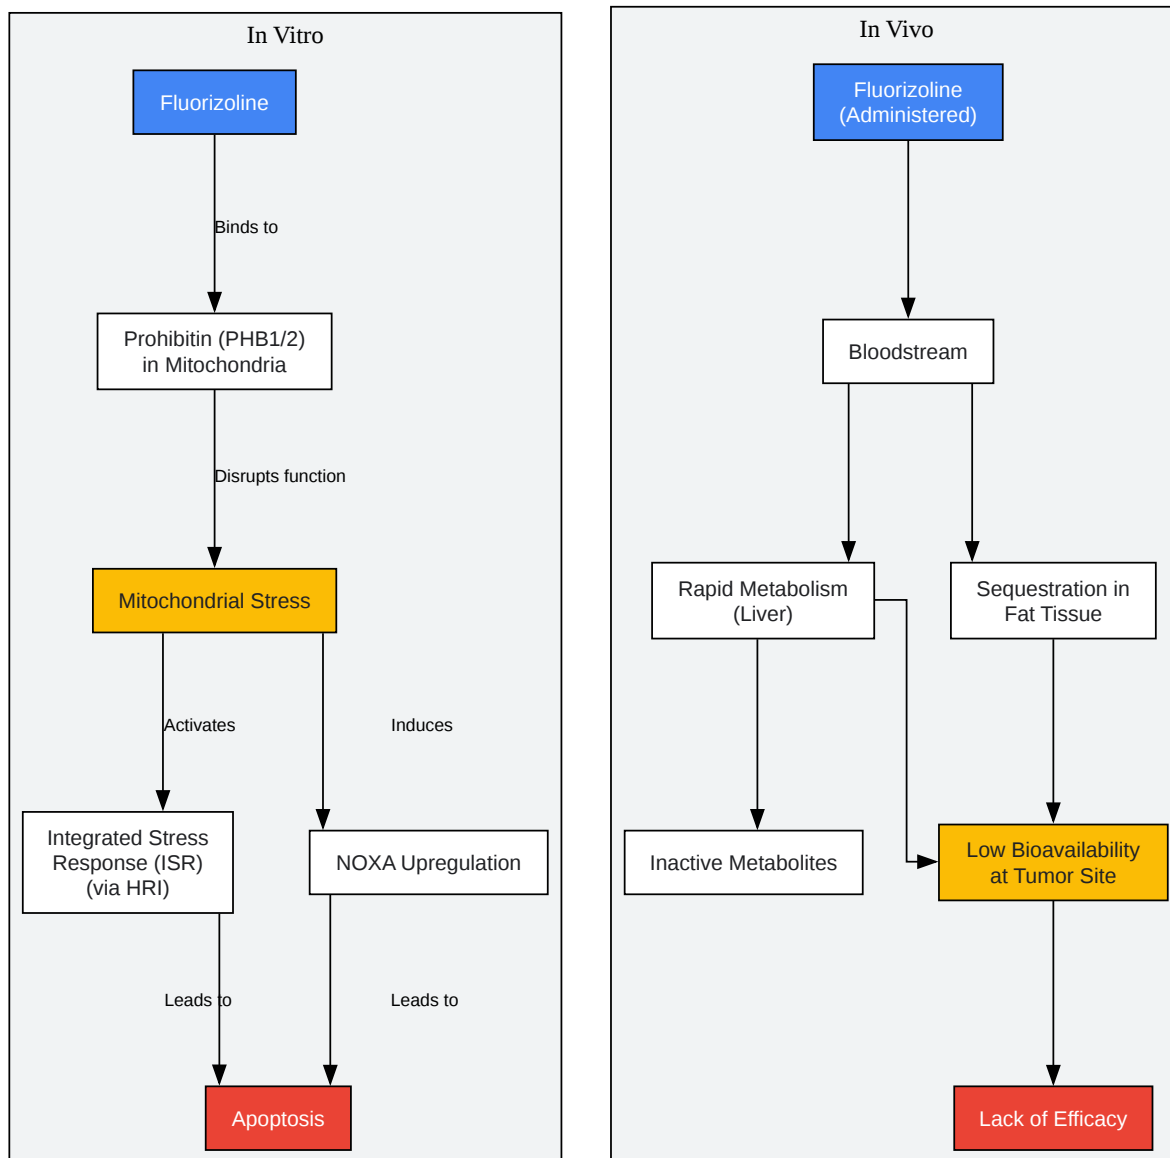 In Vitro
Fluorizoline
Binds to
Prohibitin (PHB1/2)
in Mitochondria
Disrupts function
Mitochondrial Stress
Activates
Induces
Integrated Stress
Response (ISR)
(via HRI)
NOXA Upregulation
Leads to
Leads to
Apoptosis
In Vivo
Fluorizoline
(Administered)
Bloodstream
Rapid Metabolism
(Liver)
Sequestration in
Fat Tissue
Inactive Metabolites
Low Bioavailability
at Tumor Site
Lack of Efficacy